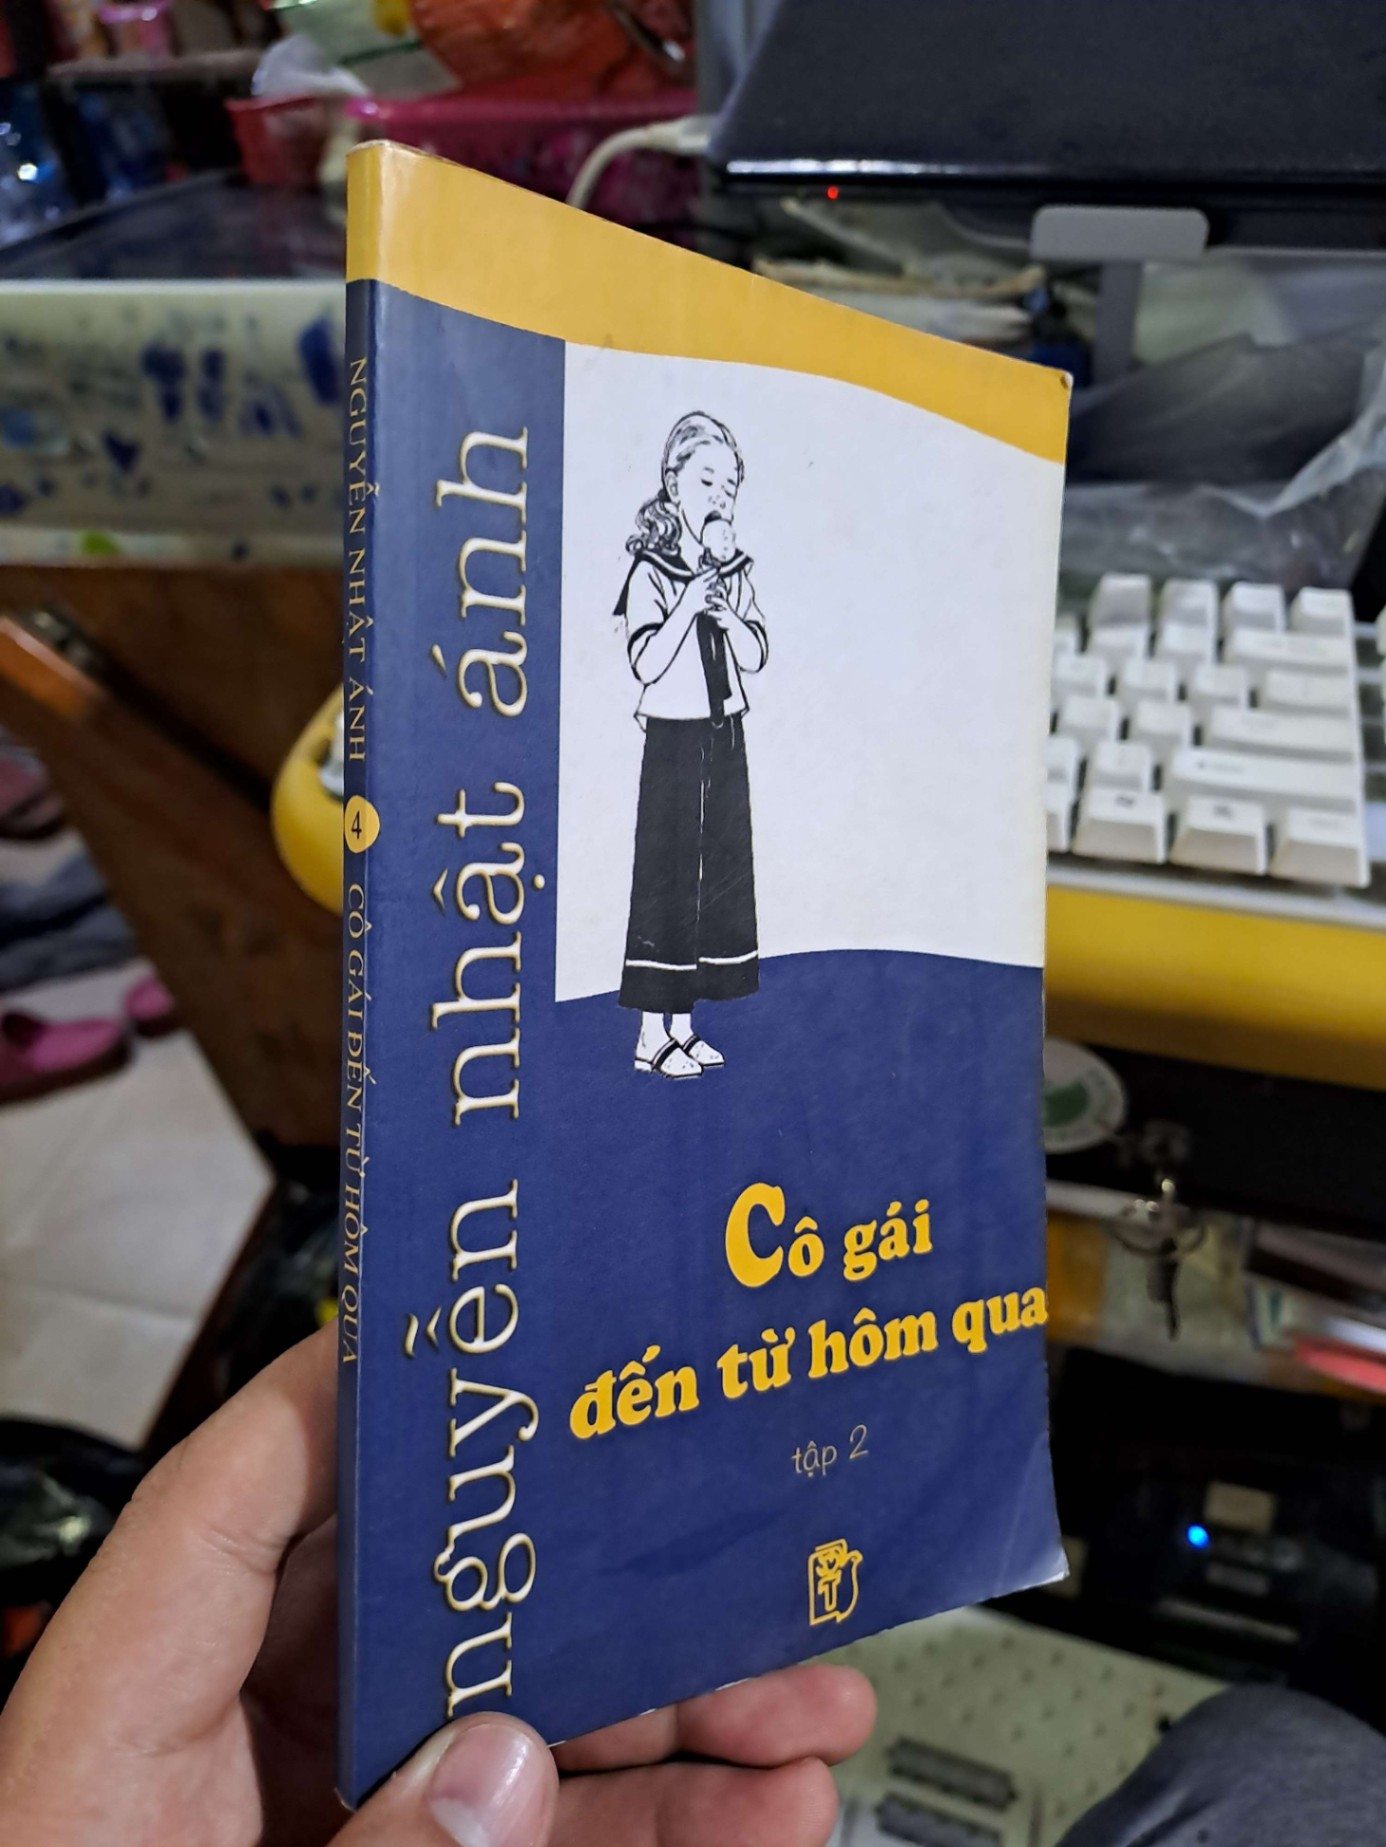 NGUYỄN NHẬT ÁNH 4 CÔ GÁI ĐẾN TỪ HÔM QUA
nguyễn nhật ánh
Cô gái
đến từ hôm qua
tập 2